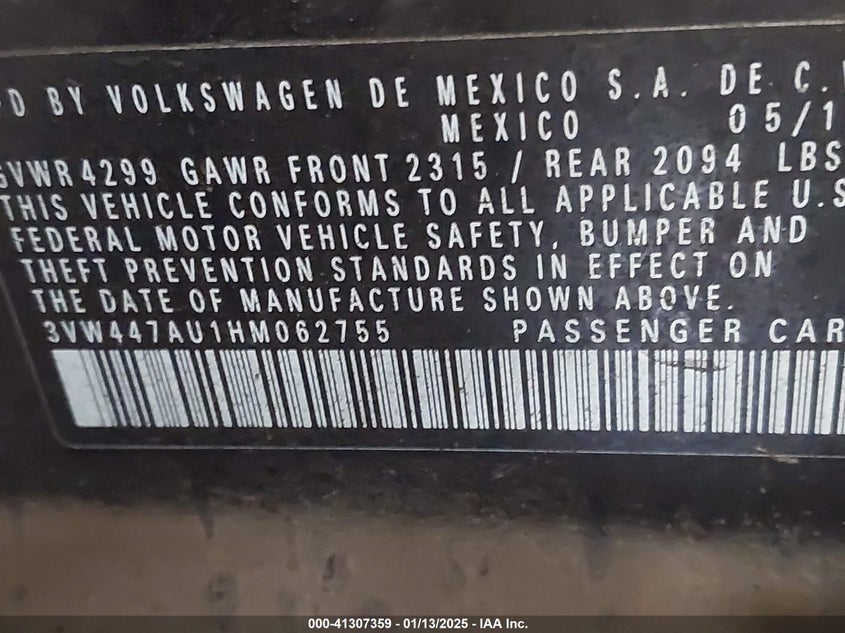 D BY VOLKSWAGEN DE MEXICO S.A. DE C.
MEXICO 05/1
GVWR 4299 GAWR FRONT 2315 / REAR 2094 LBS
THIS VEHICLE CONFORMS TO ALL APPLICABLE U.S
FEDERAL MOTOR VEHICLE SAFETY, BUMPER AND
THEFT PREVENTION STANDARDS IN EFFECT ON
THE DATE OF MANUFACTURE SHOWN ABOVE.
3VW447AU1HM062755 PASSENGER CAR
000-41307359 — 01/13/2025 — IAA Inc.